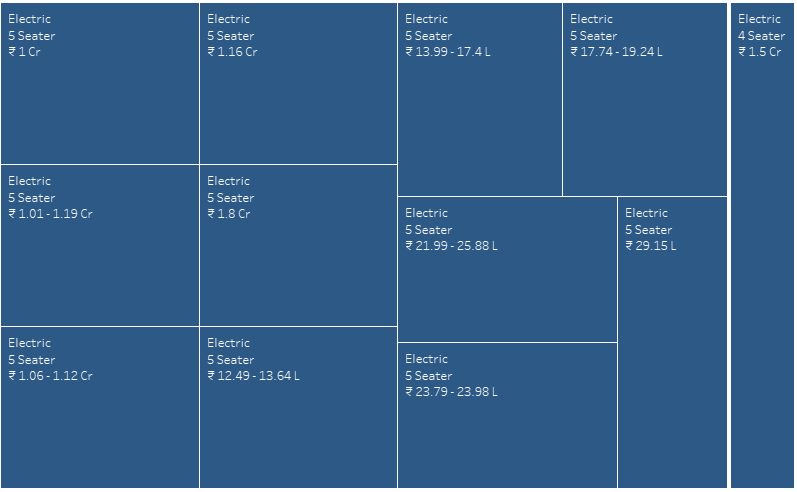 Electric
5 Seater
₹ 1 Cr
Electric
5 Seater
₹ 1.16 Cr
Electric
5 Seater
₹ 13.99 - 17.4 L
Electric
5 Seater
₹ 17.74 - 19.24 L
Electric
4 Seater
₹ 1.5 Cr
Electric
5 Seater
₹ 1.01 - 1.19 Cr
Electric
5 Seater
₹ 1.8 Cr
Electric
5 Seater
₹ 21.99 - 25.88 L
Electric
5 Seater
₹ 29.15 L
Electric
5 Seater
₹ 1.06 - 1.12 Cr
Electric
5 Seater
₹ 12.49 - 13.64 L
Electric
5 Seater
₹ 23.79 - 23.98 L